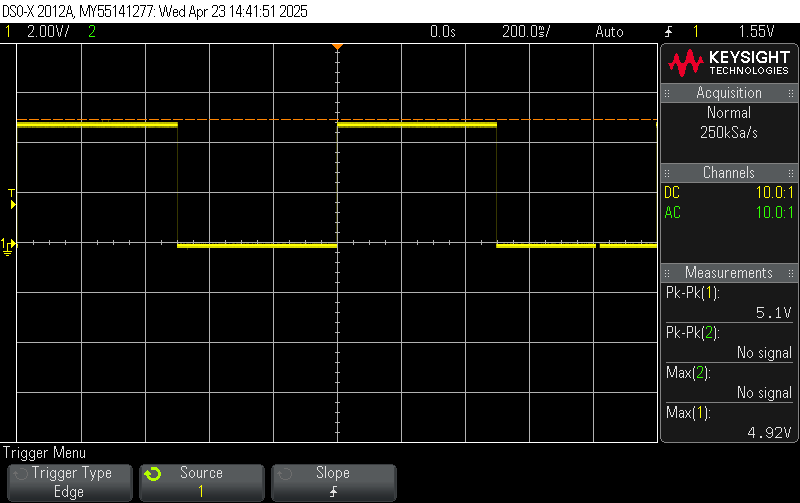 DSO-X 2012A, MY55141277: Wed Apr 23 14:41:51 2025
1 2.00V/ 2 0.0s 200.0ms/ Auto 1 1.55V
KEYSIGHT
TECHNOLOGIES
Acquisition
Normal
250kSa/s
Channels
DC 10.0:1
AC 10.0:1
T
1
Measurements
Pk-Pk(1):
5.1V
Pk-Pk(2):
No signal
Max(2):
No signal
Max(1):
4.92V
Trigger Menu
Trigger Type
Edge
Source
1
Slope